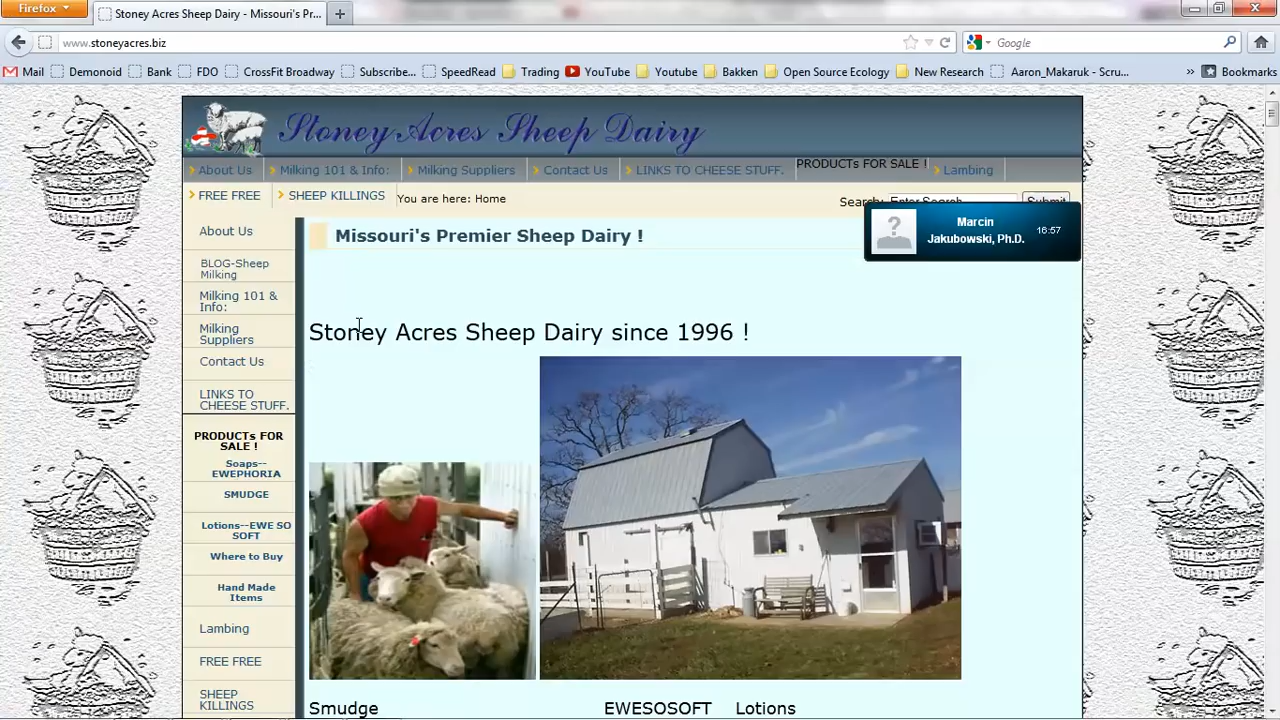 Firefox
Stoney Acres Sheep Dairy - Missouri's Pr...
www.stoneyacres.biz
Google
Mail Demonoid Bank FDO CrossFit Broadway Subscribe... SpeedRead Trading YouTube Youtube Bakken Open Source Ecology New Research Aaron_Makaruk - Scru... » Bookmarks
Stoney Acres Sheep Dairy
About Us Milking 101 & Info: Milking Suppliers Contact Us LINKS TO CHEESE STUFF. PRODUCTs FOR SALE ! Lambing
FREE FREE SHEEP KILLINGS You are here: Home Search: Enter Search Submit
Marcin
Jakubowski, Ph.D.
16:57
About Us
BLOG-Sheep
Milking
Milking 101 &
Info:
Milking
Suppliers
Contact Us
LINKS TO
CHEESE STUFF.
PRODUCTs FOR
SALE !
Soaps--
EWEPHORIA
SMUDGE
Lotions--EWE SO
SOFT
Where to Buy
Hand Made
Items
Lambing
FREE FREE
SHEEP
KILLINGS
Missouri's Premier Sheep Dairy !
Stoney Acres Sheep Dairy since 1996 !
Smudge EWESOSOFT Lotions